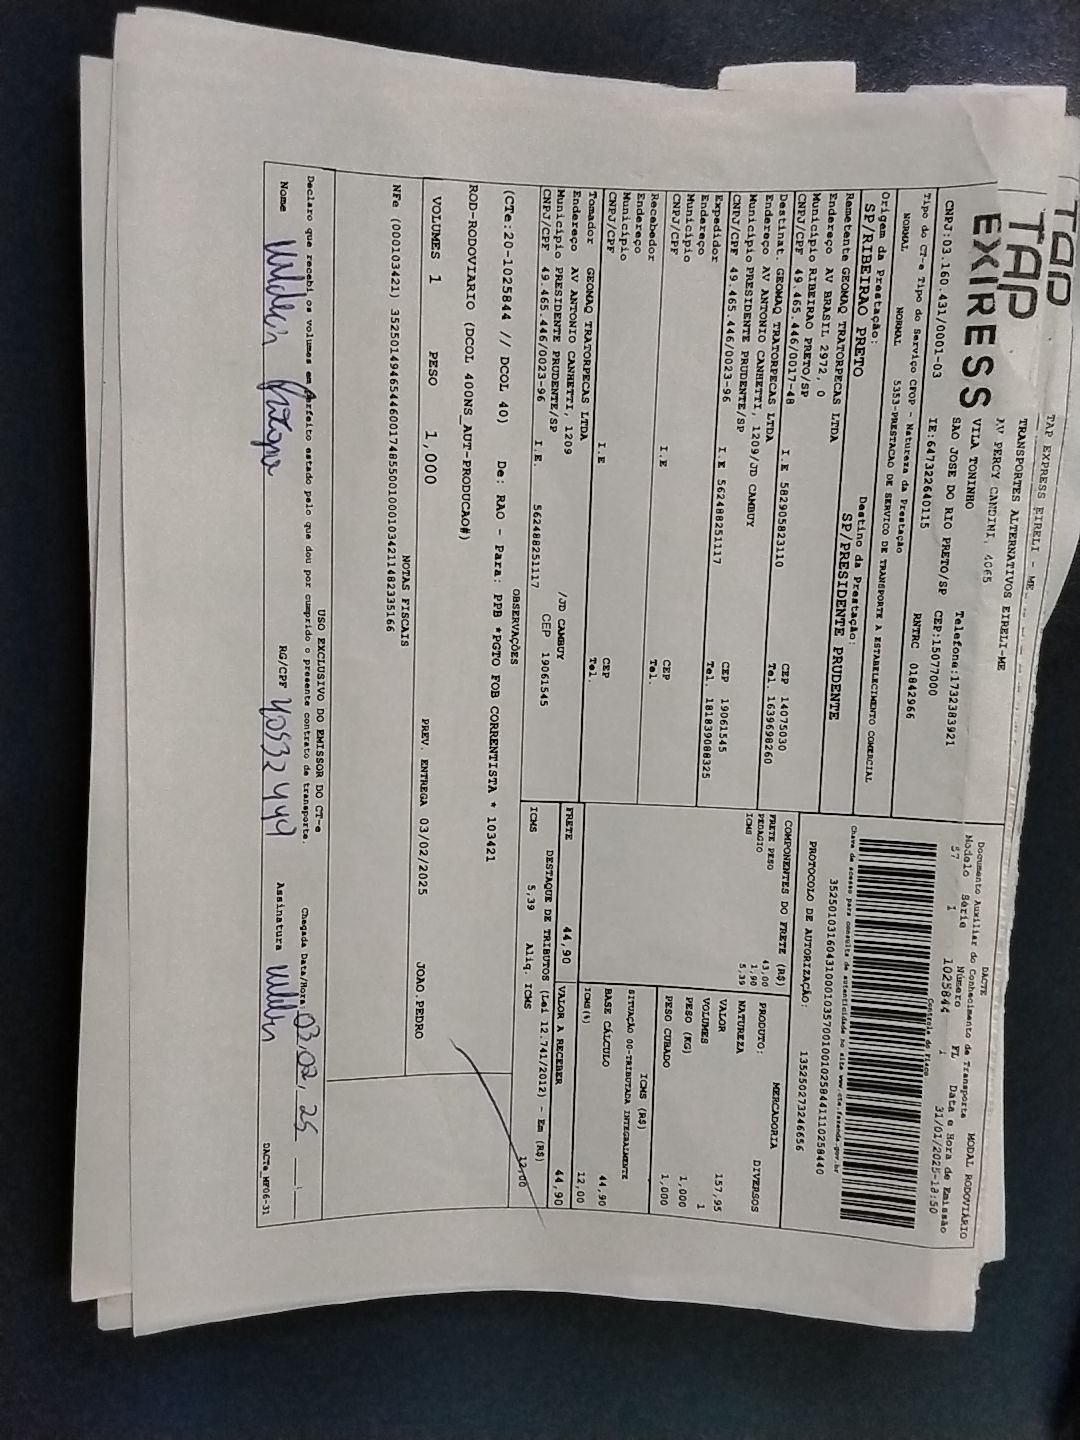 TAP
TAP
EXPRESS
TAP EXPRESS EIRELI - ME
TRANSPORTES ALTERNATIVOS EIRELI-ME
AV PERCY GANDINI, 4065
VILA TONINHO
SAO JOSE DO RIO PRETO/SP
Telefone:1732383921
CEP:15077000
CNPJ:03.160.431/0001-03
IE:647322640115
RNTRC 01842966
DACTE
Documento Auxiliar do Conhecimento de Transporte
MODAL RODOVIÁRIO
Modelo Série Número FL Data e Hora de Emissão
57 1 1025844 1 31/01/2025-18:50
Controle do Fisco
Chave de acesso para consulta de autenticidade no site www.cte.fazenda.gov.br
35250103160431000103570010010258441110258440
PROTOCOLO DE AUTORIZAÇÃO: 135250273246656
Tipo do CT-e Tipo do Serviço CFOP - Natureza da Prestação
NORMAL NORMAL 5353-PRESTACAO DE SERVICO DE TRANSPORTE A ESTABELECIMENTO COMERCIAL
Origem da Prestação: Destino da Prestação:
SP/RIBEIRAO PRETO SP/PRESIDENTE PRUDENTE
Remetente GEOMAQ TRATORPECAS LTDA
Endereço AV BRASIL 2972, 0
Município RIBEIRAO PRETO/SP CEP 14075030
CNPJ/CPF 49.465.446/0017-48 I.E 582905823110 Tel. 1639698260
Destinat. GEOMAQ TRATORPECAS LTDA
Endereço AV ANTONIO CANHETTI, 1209/JD CAMBUY
Município PRESIDENTE PRUDENTE/SP CEP 19061545
CNPJ/CPF 49.465.446/0023-96 I.E 562488251117 Tel. 181839088325
Expedidor
Endereço
Município CEP
CNPJ/CPF I.E Tel.
Recebedor
Endereço
Município CEP
CNPJ/CPF I.E Tel.
Tomador GEOMAQ TRATORPECAS LTDA
Endereço AV ANTONIO CANHETTI, 1209 /JD CAMBUY
Município PRESIDENTE PRUDENTE/SP CEP 19061545
CNPJ/CPF 49.465.446/0023-96 I.E. 562488251117
COMPONENTES DO FRETE (R$)
FRETE PESO 43,00
PEDAGIO 1,90
ICMS 5,39
FRETE 44,90
PRODUTO: MERCADORIA
NATUREZA DIVERSOS
VALOR 157,95
VOLUMES 1
PESO (KG) 1,000
PESO CUBADO 1,000
ICMS (R$)
SITUAÇÃO 00-TRIBUTADA INTEGRALMENTE
BASE CÁLCULO 44,90
ICMS(%) 12,00
VALOR A RECEBER 44,90
DESTAQUE DE TRIBUTOS (Lei 12.741/2012) - Em (R$)
ICMS 5,39 Aliq. ICMS 12,00
OBSERVAÇÕES
(CTe:20-1025844 // DCOL 40) De: RAO - Para: PPB *PGTO FOB CORRENTISTA * 103421
ROD-RODOVIARIO (DCOL 400NS_AUT-PRODUCAO#)
VOLUMES 1 PESO 1,000 PREV. ENTREGA 03/02/2025 JOAO.PEDRO
NOTAS FISCAIS
NFe (000103421) 35250149465446001748550010001034211482335166
USO EXCLUSIVO DO EMISSOR DO CT-e
Declaro que recebi os volumes em perfeito estado pelo que dou por cumprido o presente contrato de transporte. Chegada Data/Hora: 03,02,25
Nome RG/CPF Assinatura
DACTe_MF06-31